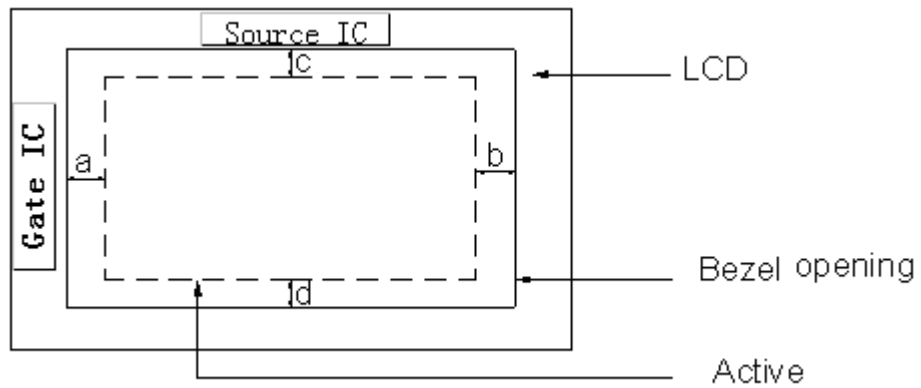 Source IC
c
LCD
Gate IC
a
b
Bezel opening
d
Active